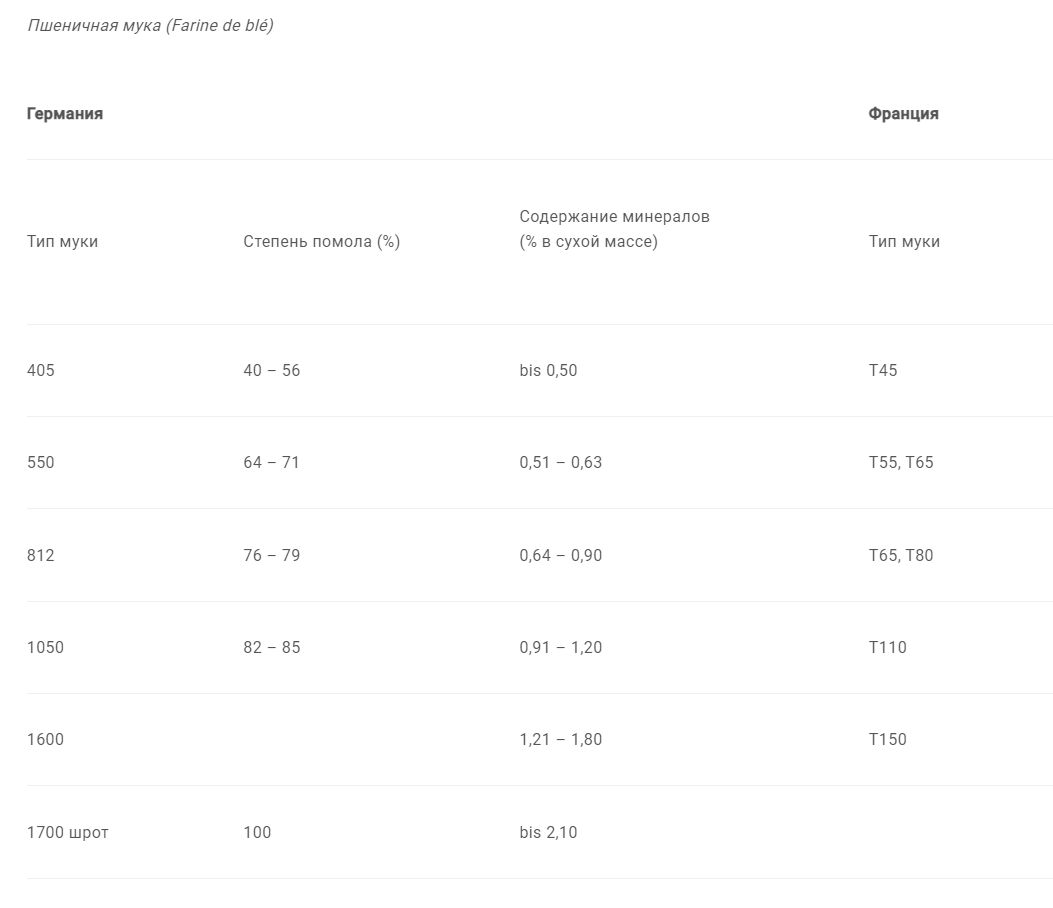 Пшеничная мука (Farine de blé)
Германия Франция
Содержание минералов
Тип муки Степень помола (%) (% в сухой массе) Тип муки
405 40 – 56 bis 0,50 T45
550 64 – 71 0,51 – 0,63 T55, T65
812 76 – 79 0,64 – 0,90 T65, T80
1050 82 – 85 0,91 – 1,20 T110
1600 1,21 – 1,80 T150
1700 шрот 100 bis 2,10